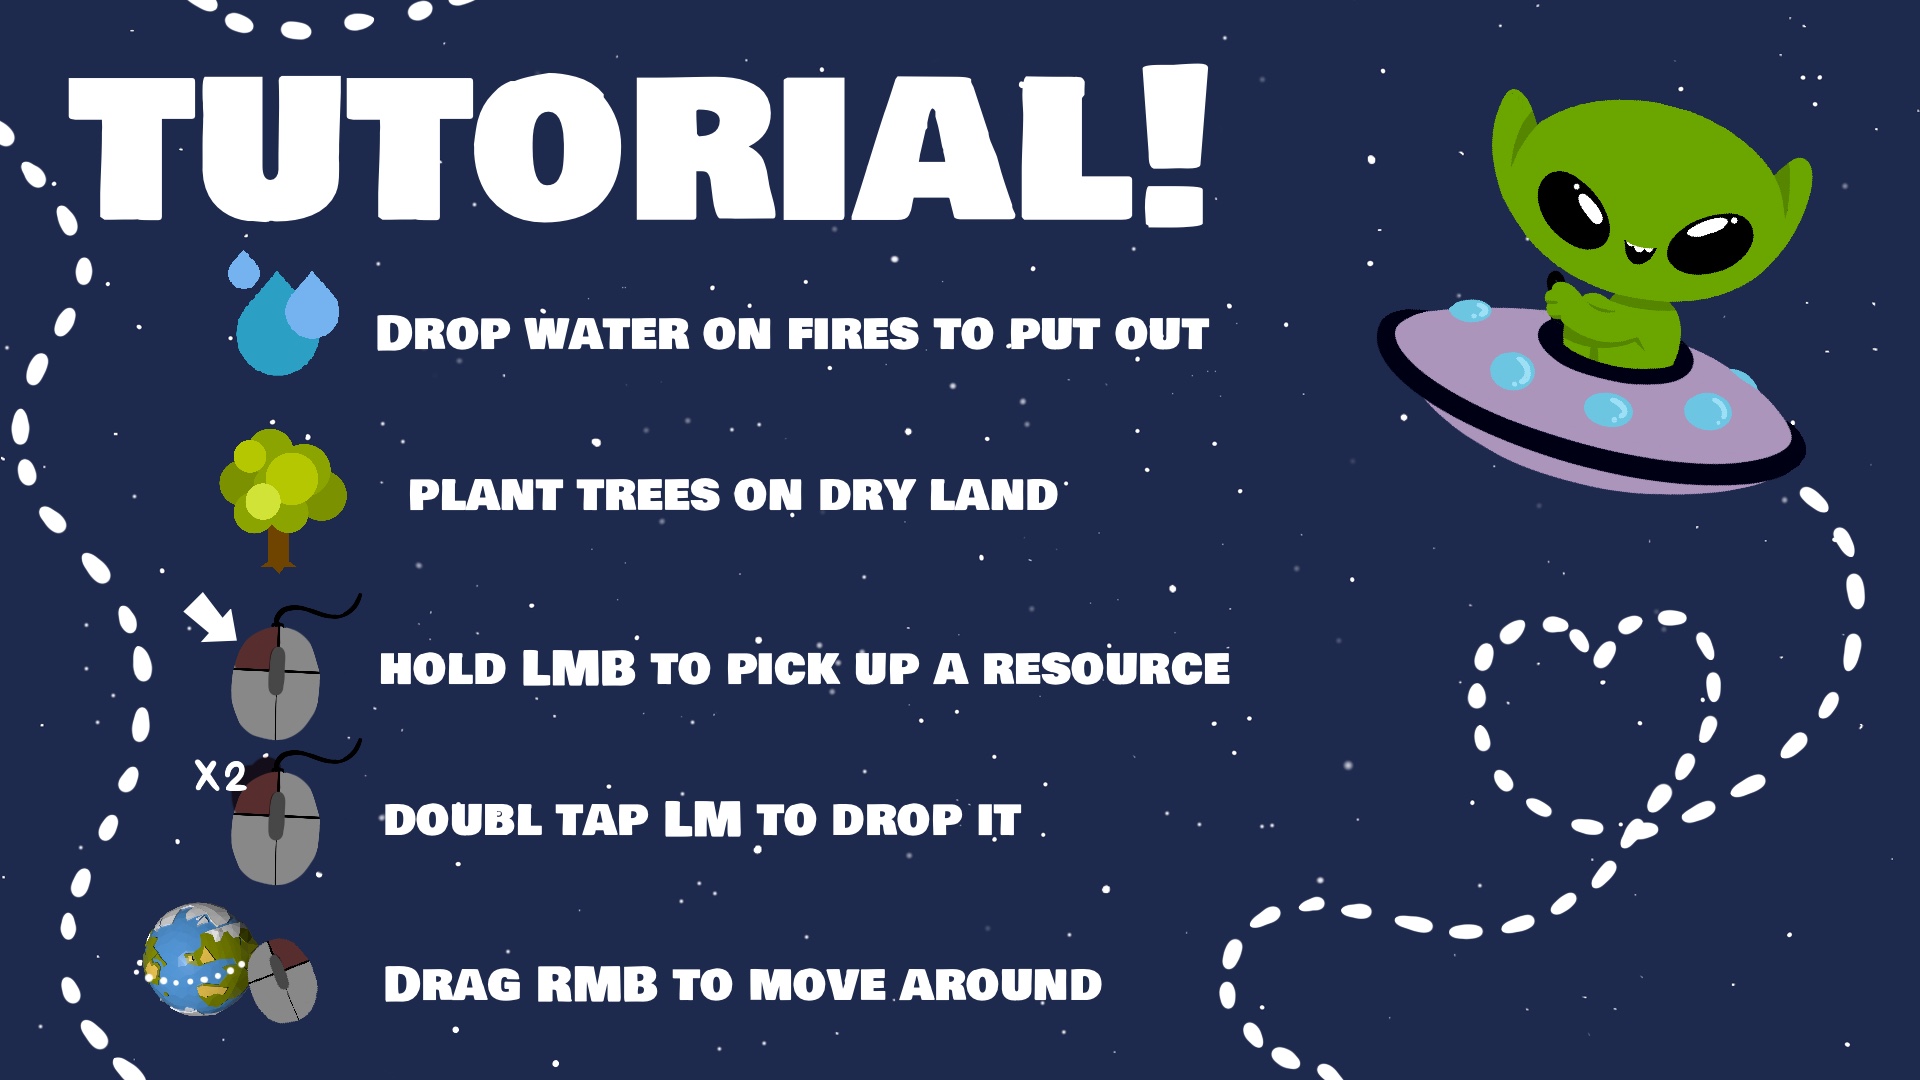 TUTORIAL!
DROP WATER ON FIRES TO PUT OUT
PLANT TREES ON DRY LAND
HOLD LMB TO PICK UP A RESOURCE
X2
DOUBL TAP LM TO DROP IT
DRAG RMB TO MOVE AROUND